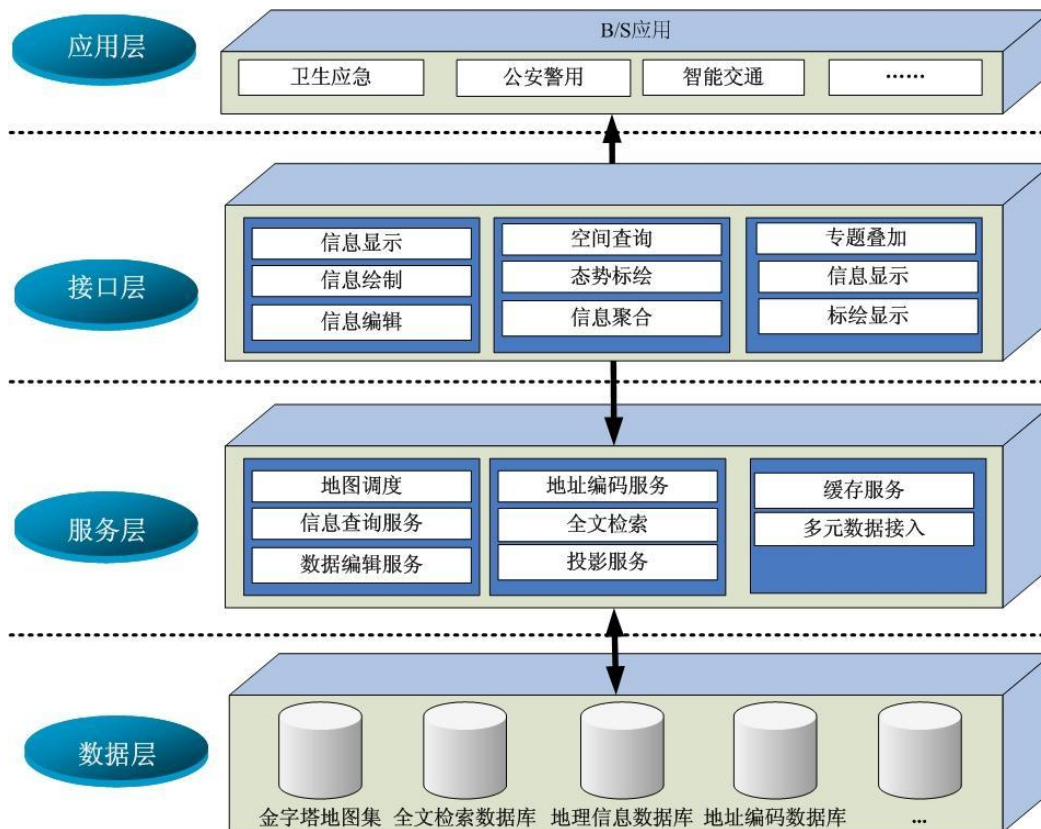 应用层
B/S应用
卫生应急
公安警用
智能交通
……
接口层
信息显示
信息绘制
信息编辑
空间查询
态势标绘
信息聚合
专题叠加
信息显示
标绘显示
服务层
地图调度
信息查询服务
数据编辑服务
地址编码服务
全文检索
投影服务
缓存服务
多元数据接入
数据层
金字塔地图集
全文检索数据库
地理信息数据库
地址编码数据库
...